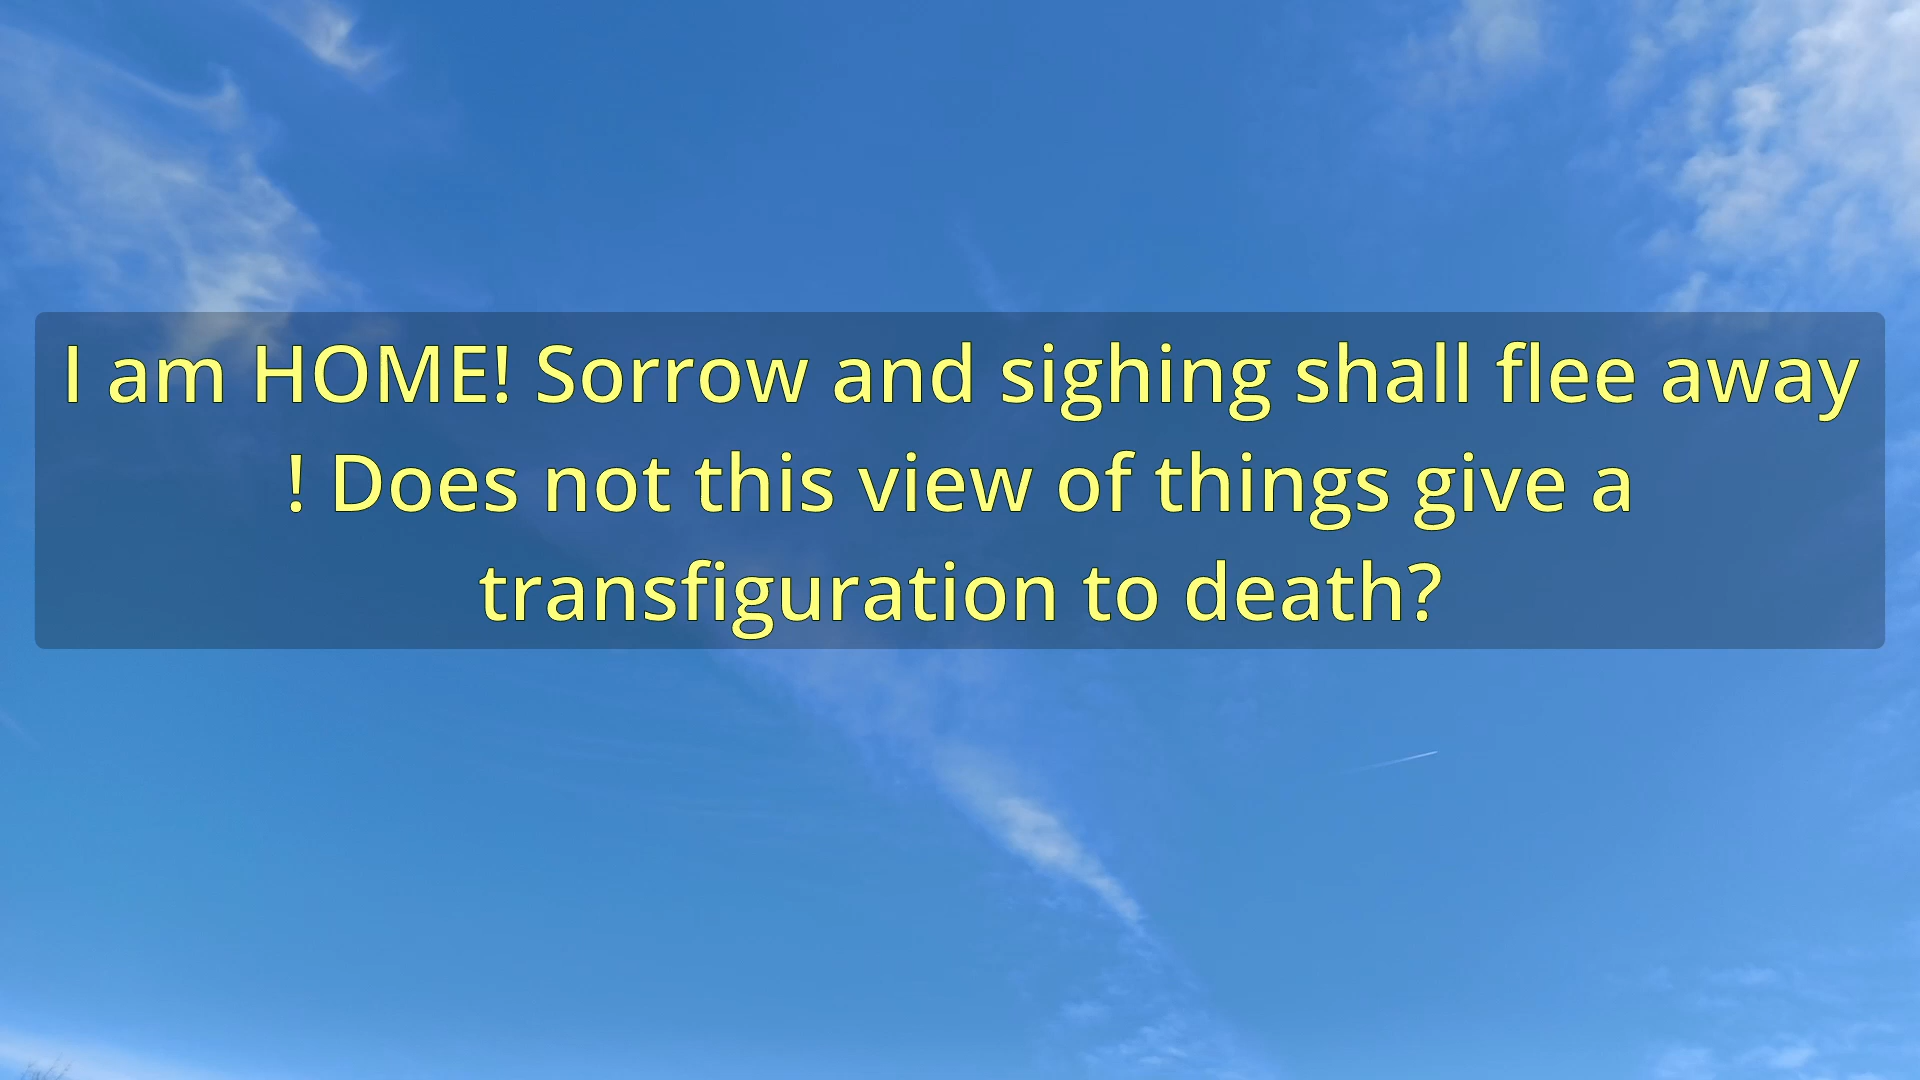 I am HOME! Sorrow and sighing shall flee away
! Does not this view of things give a
transfiguration to death?